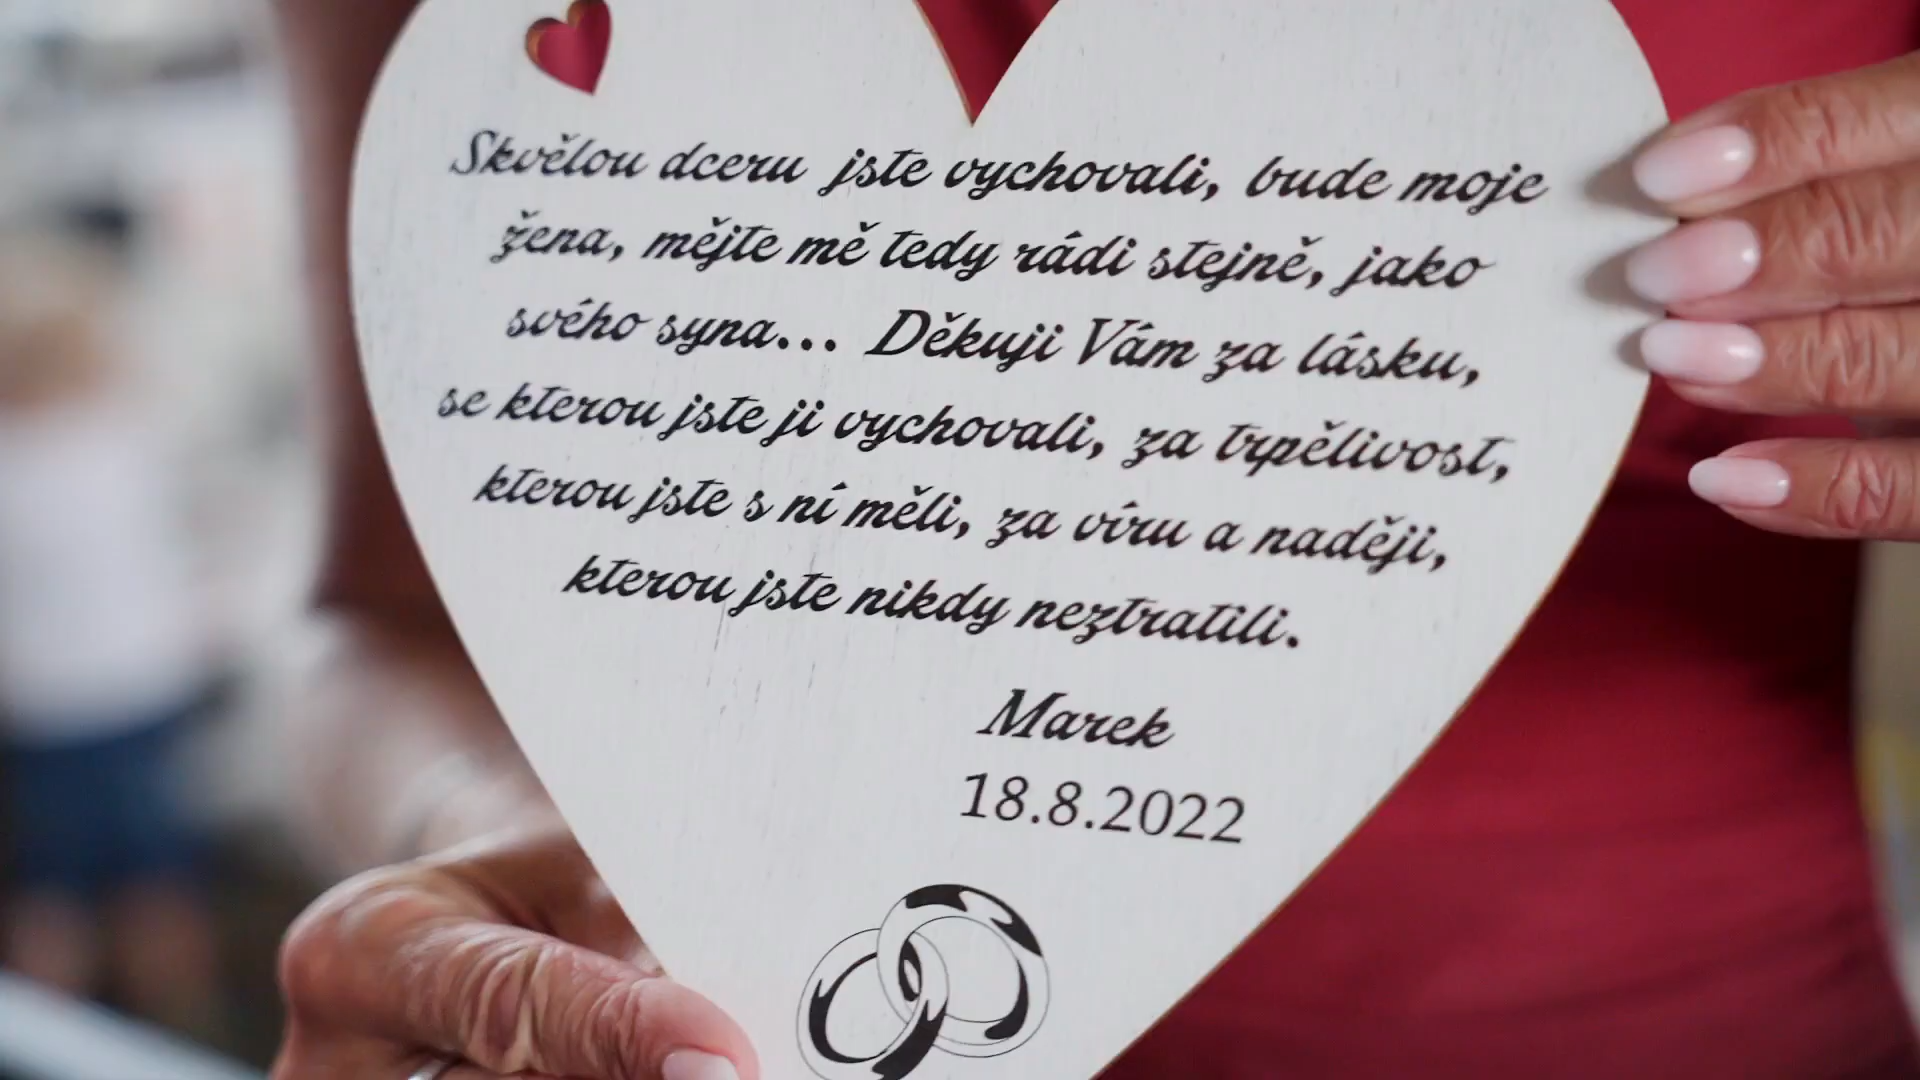 Skvělou dceru jste vychovali, bude moje
žena, mějte mě tedy rádi stejně, jako
svého syna... Děkuji Vám za lásku,
se kterou jste ji vychovali, za trpělivost,
kterou jste s ní měli, za víru a naději,
kterou jste nikdy neztratili.
Marek
18.8.2022